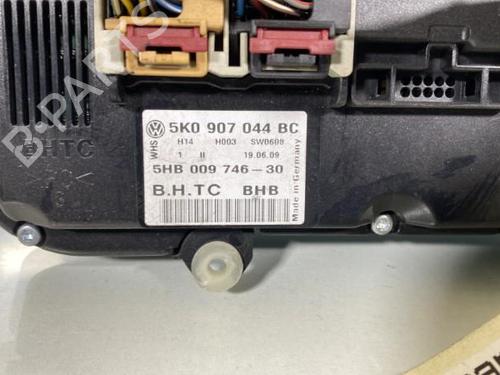 B-PARTS
BHTC
WHS
5K0 907 044 BC
H14 H003 SW0608
1 II 19.06.09
5HB 009 746-30
B.H.TC BHB
Made in Germany